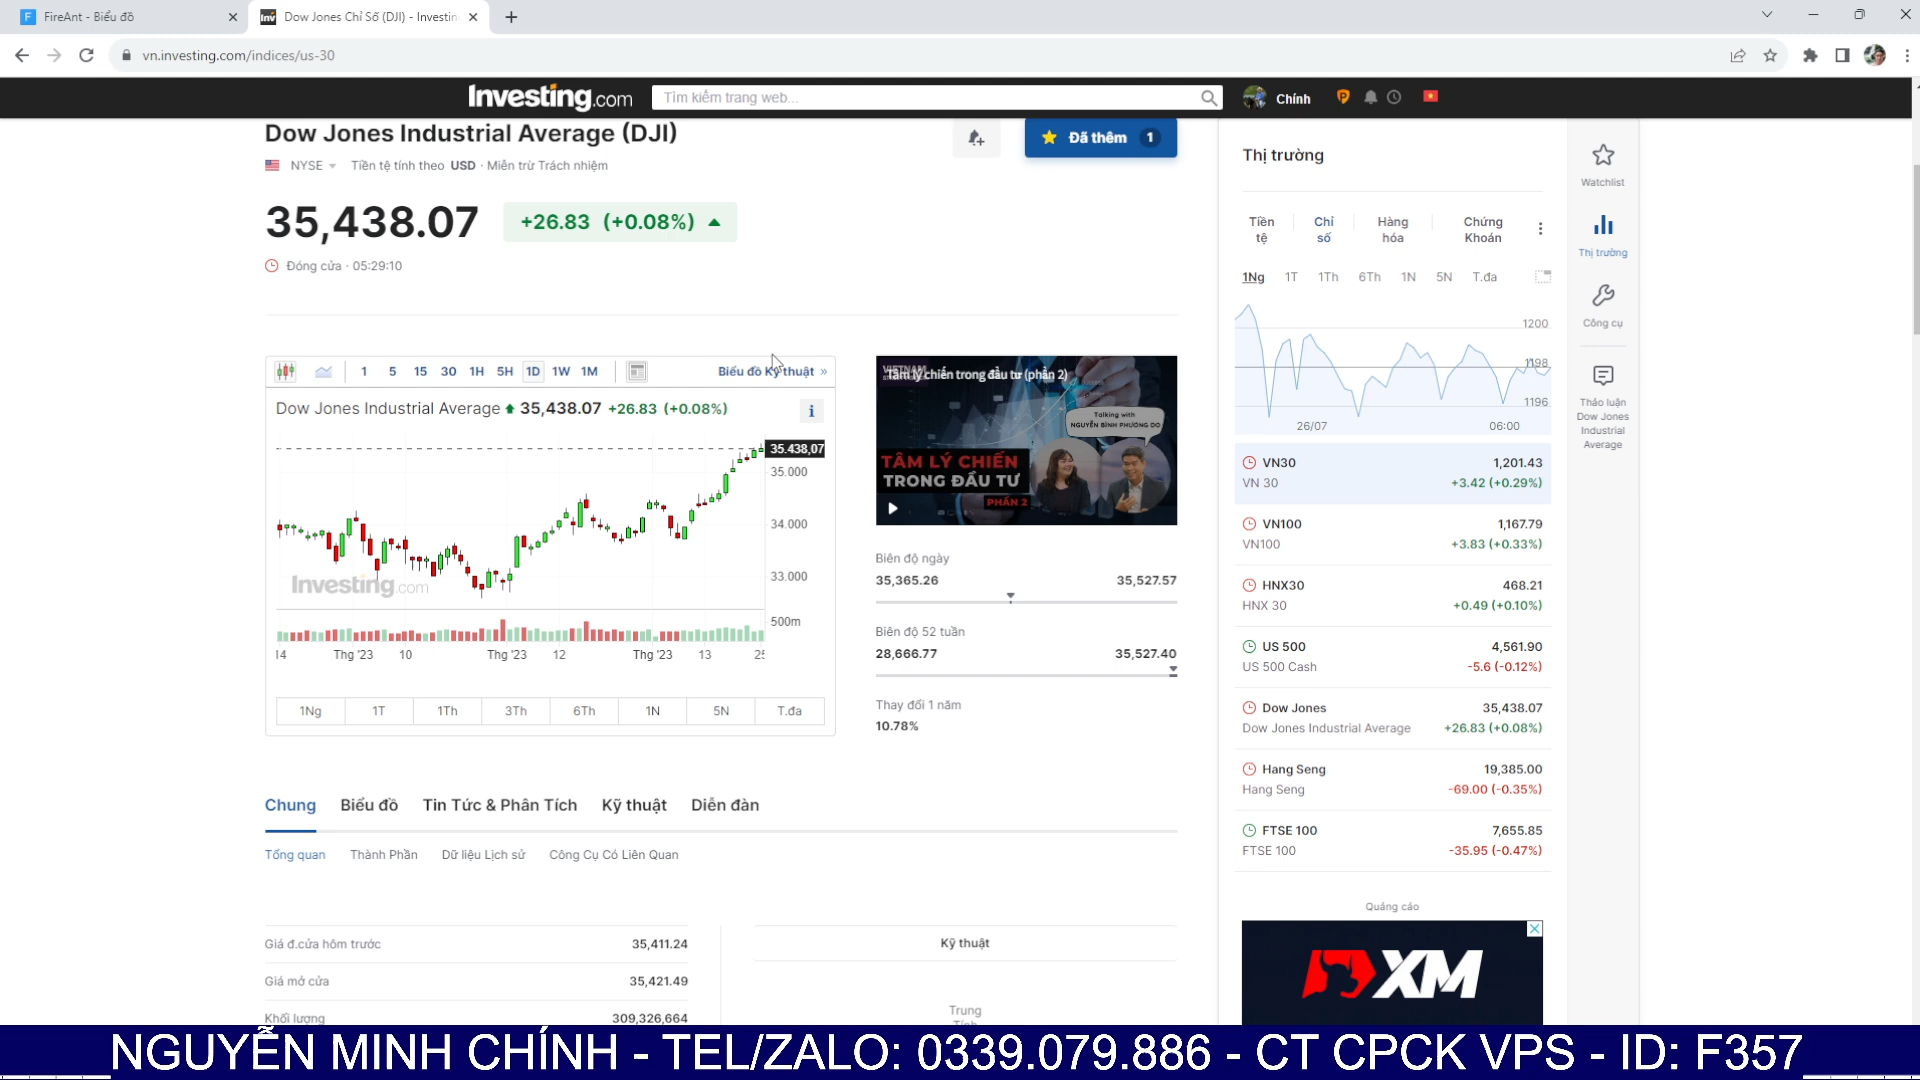 FireAnt - Biểu đồ
Dow Jones Chỉ Số (DJI) - Investin
vn.investing.com/indices/us-30
Investing.com
Tìm kiếm trang web...
Chính
Dow Jones Industrial Average (DJI)
Đã thêm 1
NYSE
Tiền tệ tính theo USD · Miễn trừ Trách nhiệm
35,438.07
+26.83 (+0.08%)
Đóng cửa · 05:29:10
1 5 15 30 1H 5H 1D 1W 1M
Biểu đồ Kỹ thuật »
Dow Jones Industrial Average 35,438.07 +26.83 (+0.08%)
35.438,07
35.000
34.000
33.000
Investing.com
500m
14 Thg '23 10 Thg '23 12 Thg '23 13 25
1Ng 1T 1Th 3Th 6Th 1N 5N T.đa
VIETNAM
Tâm lý chiến trong đầu tư (phần 2)
Talking with
NGUYỄN BÌNH PHƯƠNG DO
TÂM LÝ CHIẾN
TRONG ĐẦU TƯ
PHẦN 2
Biên độ ngày
35,365.26 35,527.57
Biên độ 52 tuần
28,666.77 35,527.40
Thay đổi 1 năm
10.78%
Chung Biểu đồ Tin Tức & Phân Tích Kỹ thuật Diễn đàn
Tổng quan Thành Phần Dữ liệu Lịch sử Công Cụ Có Liên Quan
Giá đ.cửa hôm trước 35,411.24
Giá mở cửa 35,421.49
Khối lượng 309,326,664
Kỹ thuật
Trung
Tính
Thị trường
Tiền tệ
Chỉ số
Hàng hóa
Chứng Khoán
1Ng 1T 1Th 6Th 1N 5N T.đa
1200
1198
1196
26/07 06:00
VN30 1,201.43
VN 30 +3.42 (+0.29%)
VN100 1,167.79
VN100 +3.83 (+0.33%)
HNX30 468.21
HNX 30 +0.49 (+0.10%)
US 500 4,561.90
US 500 Cash -5.6 (-0.12%)
Dow Jones 35,438.07
Dow Jones Industrial Average +26.83 (+0.08%)
Hang Seng 19,385.00
Hang Seng -69.00 (-0.35%)
FTSE 100 7,655.85
FTSE 100 -35.95 (-0.47%)
Quảng cáo
XM
Watchlist
Thị trường
Công cụ
Thảo luận
Dow Jones
Industrial
Average
NGUYỄN MINH CHÍNH - TEL/ZALO: 0339.079.886 - CT CPCK VPS - ID: F357